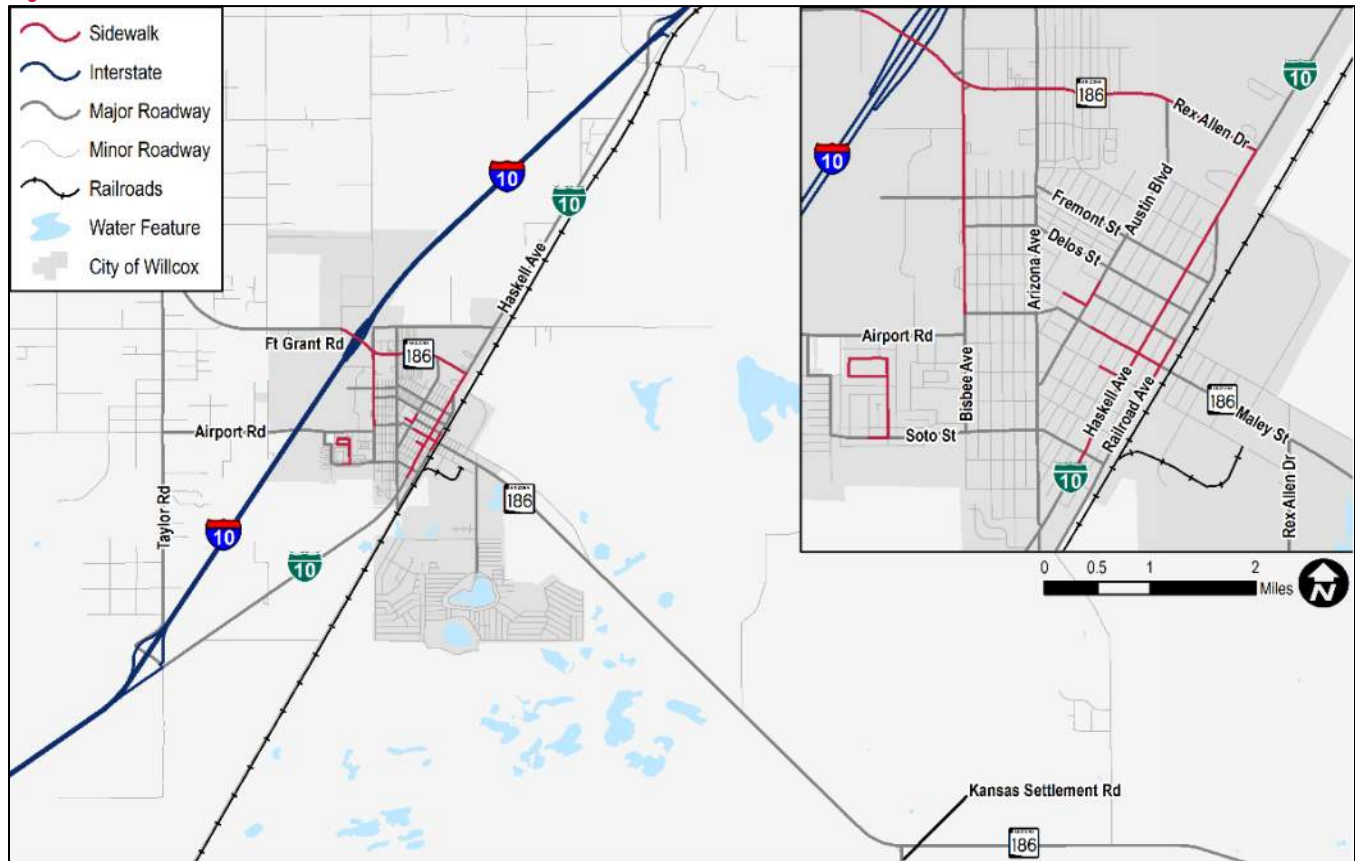 Sidewalk
Interstate
Major Roadway
Minor Roadway
Railroads
Water Feature
City of Willcox
10
10
Haskell Ave
Ft Grant Rd
186
Airport Rd
Taylor Rd
10
10
186
Kansas Settlement Rd
186
10
186
Rex Allen Dr
10
Fremont St
Austin Blvd
Delos St
Arizona Ave
Airport Rd
Bisbee Ave
Soto St
Haskell Ave
Railroad Ave
186
Maley St
Rex Allen Dr
10
0 0.5 1 2
Miles
N